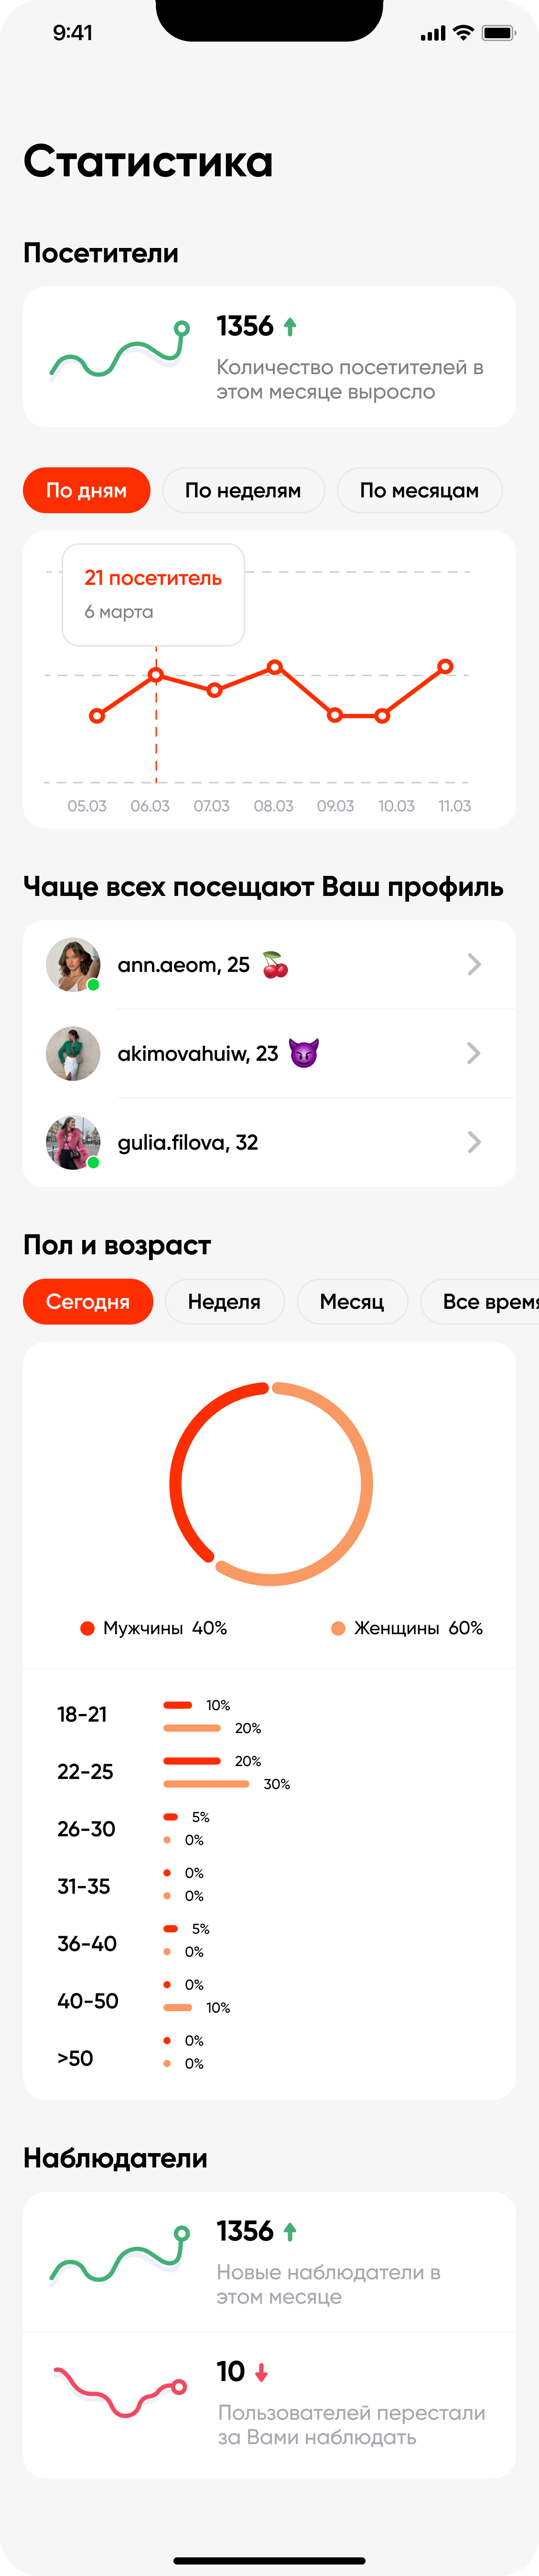 9:41
Статистика
Посетители
1356
Количество посетителей в
этом месяце выросло
По дням
По неделям
По месяцам
21 посетитель
6 марта
05.03 06.03 07.03 08.03 09.03 10.03 11.03
Чаще всех посещают Ваш профиль
ann.aeom, 25 🍒
akimovahuiw, 23 😈
gulia.filova, 32
Пол и возраст
Сегодня
Неделя
Месяц
Все время
Мужчины 40%
Женщины 60%
18-21
10%
20%
22-25
20%
30%
26-30
5%
0%
31-35
0%
0%
36-40
5%
0%
40-50
0%
10%
>50
0%
0%
Наблюдатели
1356
Новые наблюдатели в
этом месяце
10
Пользователей перестали
за Вами наблюдать